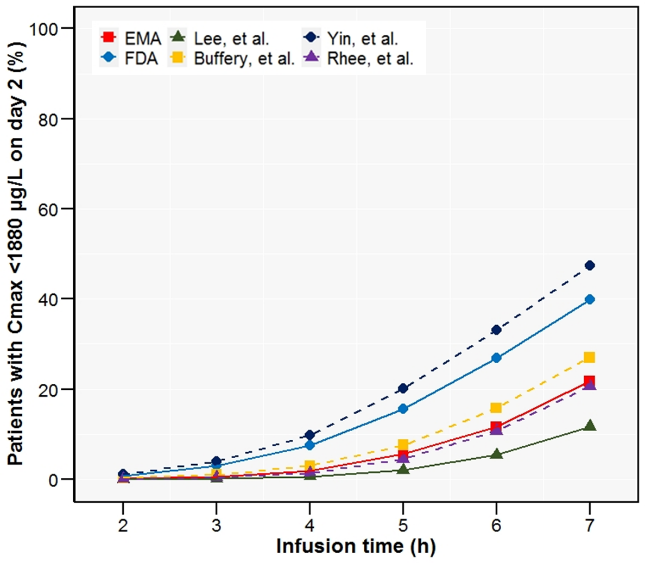 Patients with Cmax <1880 µg/L on day 2 (%)
100
80
60
40
20
0
EMA Lee, et al. Yin, et al.
FDA Buffery, et al. Rhee, et al.
2 3 4 5 6 7
Infusion time (h)